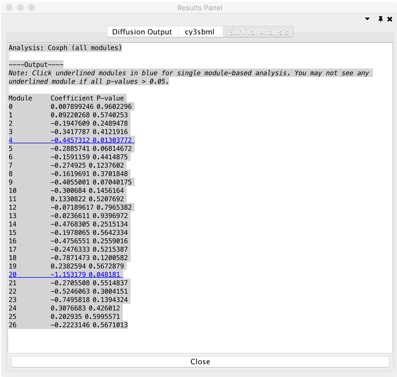 Results Panel
Diffusion Output cy3sbml Survival Analysis
Analysis: Coxph (all modules)
----Output----
Note: Click underlined modules in blue for single module-based analysis. You may not see any
underlined module if all p-values > 0.05.
Module Coefficient P-value
0 0.007899246 0.9602296
1 0.09220268 0.5740253
2 -0.1947609 0.2489478
3 -0.3417787 0.4121916
4 -0.4457312 0.01303772
5 -0.2885741 0.06814672
6 -0.1591159 0.4414875
7 -0.274925 0.1237602
8 -0.1619691 0.3701848
9 -0.4055001 0.07040175
10 -0.300684 0.1456164
11 0.1330822 0.5207692
12 -0.07189617 0.7965382
13 -0.0236611 0.9396972
14 -0.4768305 0.2515134
15 -0.1978065 0.5642334
16 -0.4756551 0.2559016
17 -0.2476333 0.5215387
18 -0.7871473 0.1200582
19 0.2382594 0.5672879
20 -1.153179 0.048181
21 -0.2705508 0.5514837
22 -0.5246063 0.3004151
23 -0.7495818 0.1394324
24 0.3076683 0.426012
25 0.202935 0.5995571
26 -0.2223146 0.5671013
Close